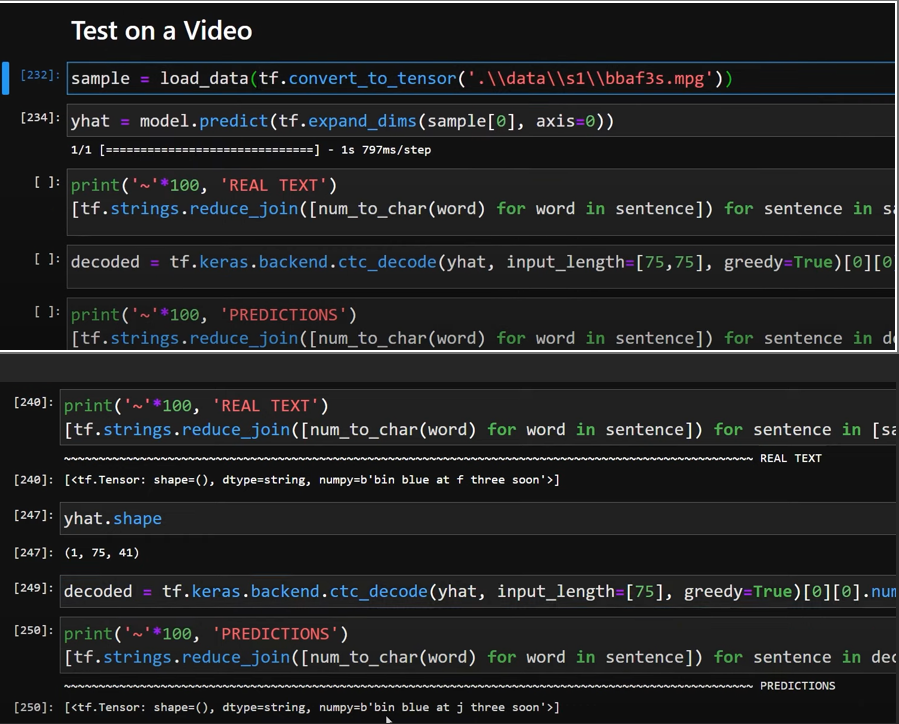 Test on a Video
[232]: sample = load_data(tf.convert_to_tensor('.\\data\\s1\\bbaf3s.mpg'))
[234]: yhat = model.predict(tf.expand_dims(sample[0], axis=0))
1/1 [==============================] - 1s 797ms/step
[ ]: print('~'*100, 'REAL TEXT')
[tf.strings.reduce_join([num_to_char(word) for word in sentence]) for sentence in sa
[ ]: decoded = tf.keras.backend.ctc_decode(yhat, input_length=[75,75], greedy=True)[0][0
[ ]: print('~'*100, 'PREDICTIONS')
[tf.strings.reduce_join([num_to_char(word) for word in sentence]) for sentence in de
[240]: print('~'*100, 'REAL TEXT')
[tf.strings.reduce_join([num_to_char(word) for word in sentence]) for sentence in [sa
~~~~~~~~~~~~~~~~~~~~~~~~~~~~~~~~~~~~~~~~~~~~~~~~~~~~~~~~~~~~~~~~~~~~~~~~~~~~~~~~~~~~~~~~~~~~~~~~~~~~ REAL TEXT
[240]: [<tf.Tensor: shape=(), dtype=string, numpy=b'bin blue at f three soon'>]
[247]: yhat.shape
[247]: (1, 75, 41)
[249]: decoded = tf.keras.backend.ctc_decode(yhat, input_length=[75], greedy=True)[0][0].num
[250]: print('~'*100, 'PREDICTIONS')
[tf.strings.reduce_join([num_to_char(word) for word in sentence]) for sentence in dec
~~~~~~~~~~~~~~~~~~~~~~~~~~~~~~~~~~~~~~~~~~~~~~~~~~~~~~~~~~~~~~~~~~~~~~~~~~~~~~~~~~~~~~~~~~~~~~~~~~~~ PREDICTIONS
[250]: [<tf.Tensor: shape=(), dtype=string, numpy=b'bin blue at j three soon'>]